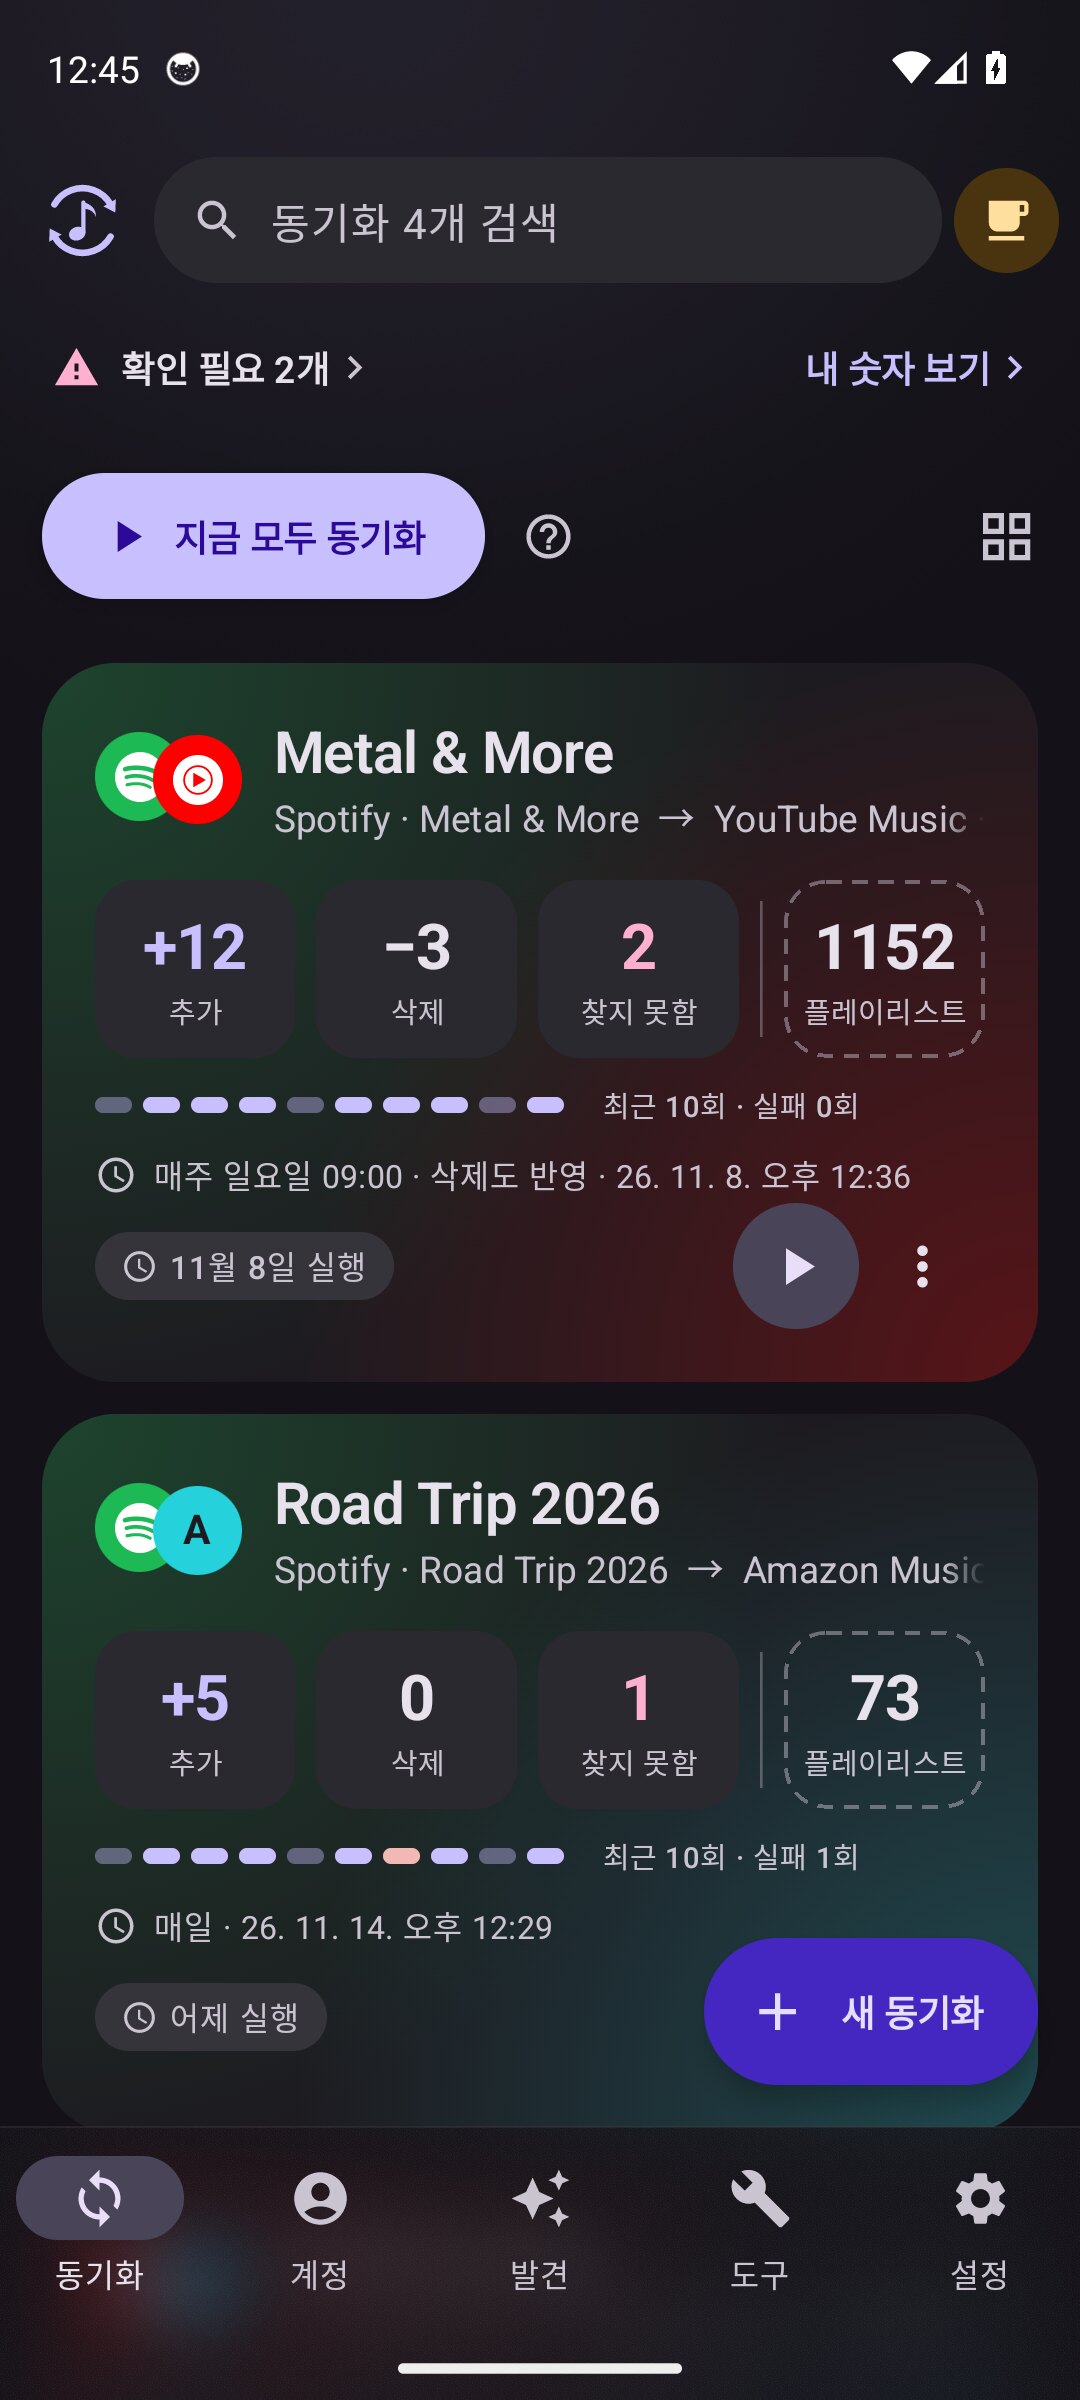 12:45
동기화 4개 검색
확인 필요 2개
내 숫자 보기
지금 모두 동기화
Metal & More
Spotify · Metal & More → YouTube Music
+12
추가
−3
삭제
2
찾지 못함
1152
플레이리스트
최근 10회 · 실패 0회
매주 일요일 09:00 · 삭제도 반영 · 26. 11. 8. 오후 12:36
11월 8일 실행
Road Trip 2026
A
Spotify · Road Trip 2026 → Amazon Music
+5
추가
0
삭제
1
찾지 못함
73
플레이리스트
최근 10회 · 실패 1회
매일 · 26. 11. 14. 오후 12:29
어제 실행
새 동기화
동기화
계정
발견
도구
설정